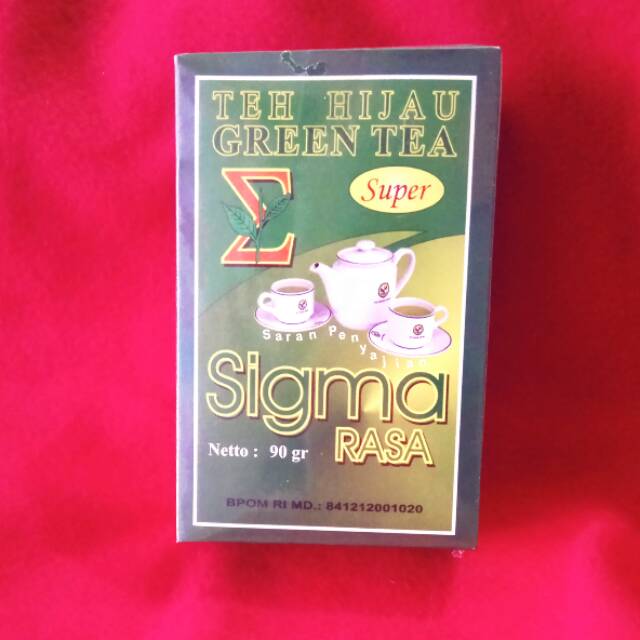 TEH HIJAU
GREEN TEA
Σ
Super
Saran Penyajian
Sigma
RASA
Netto : 90 gr
BPOM RI MD.: 841212001020